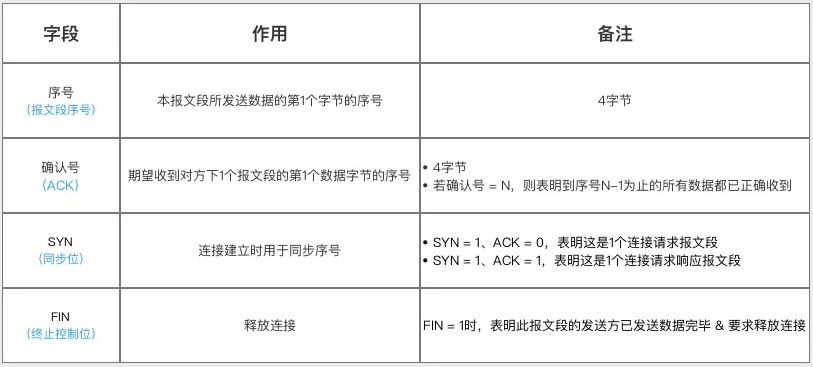 字段
作用
备注
序号
（报文段序号）
本报文段所发送数据的第1个字节的序号
4字节
确认号
（ACK）
期望收到对方下1个报文段的第1个数据字节的序号
• 4字节
• 若确认号 = N，则表明到序号N-1为止的所有数据都已正确收到
SYN
（同步位）
连接建立时用于同步序号
• SYN = 1、ACK = 0，表明这是1个连接请求报文段
• SYN = 1、ACK = 1，表明这是1个连接请求响应报文段
FIN
（终止控制位）
释放连接
FIN = 1时，表明此报文段的发送方已发送数据完毕 & 要求释放连接